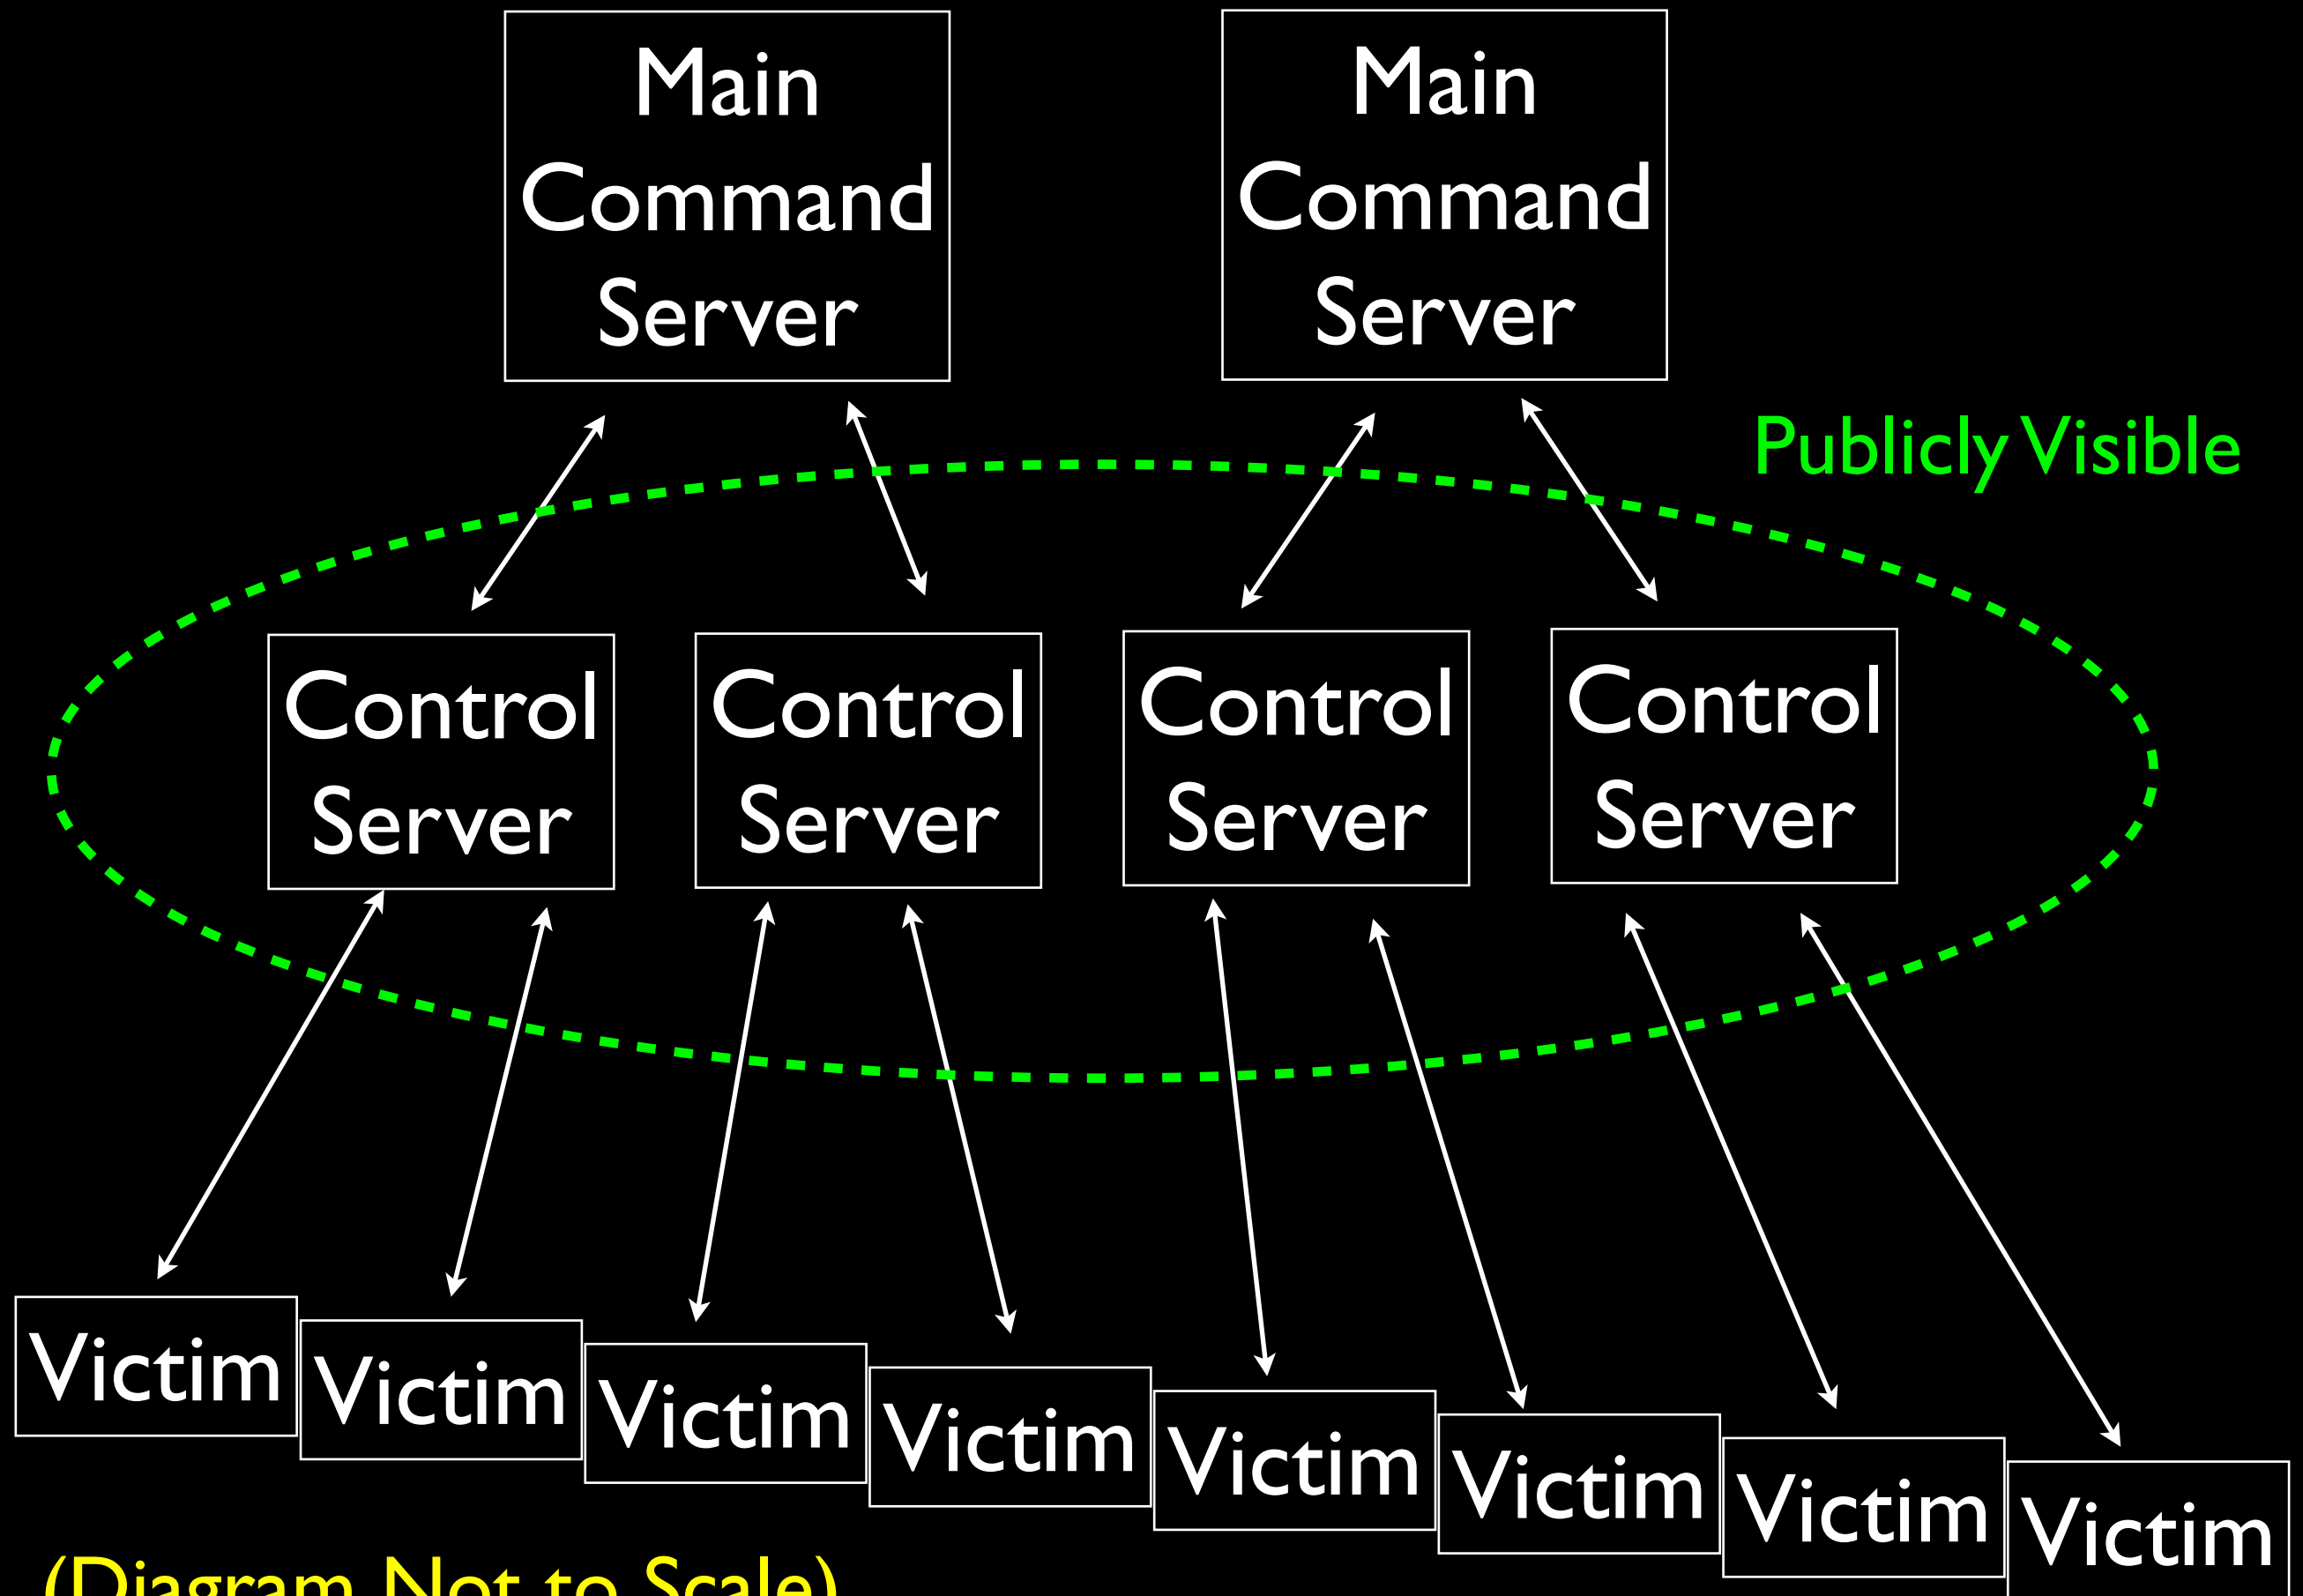 Main
Command
Server
Main
Command
Server
Publicly Visible
Control
Server
Control
Server
Control
Server
Control
Server
Victim
Victim
Victim
Victim
Victim
Victim
Victim
Victim
(Diagram Not to Scale)